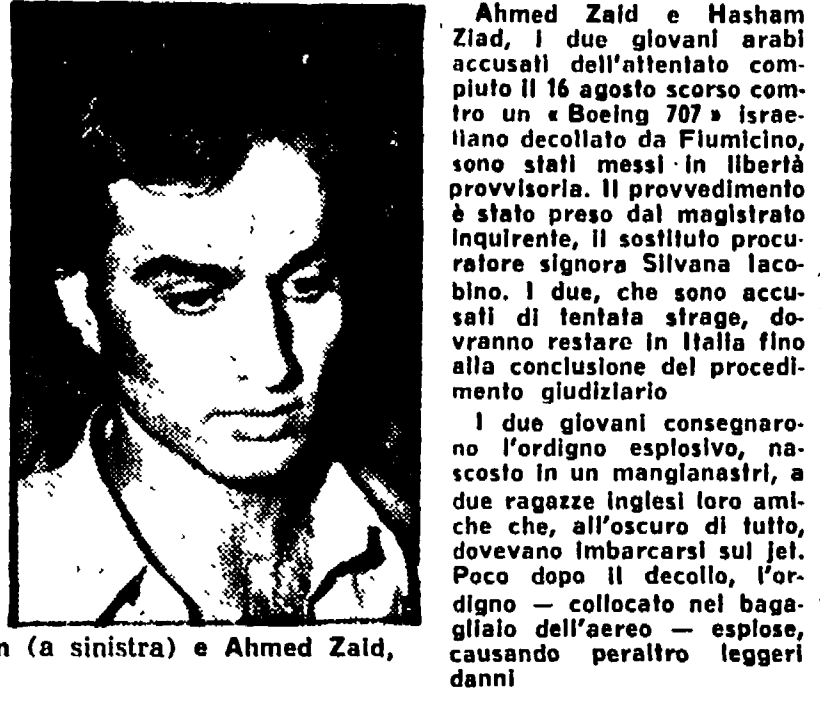 Ahmed Zaid e Hasham
Ziad, i due giovani arabi
accusati dell'attentato com-
piuto il 16 agosto scorso com-
tro un « Boeing 707 » israe-
liano decollato da Fiumicino,
sono stati messi in libertà
provvisoria. Il provvedimento
è stato preso dal magistrato
inquirente, il sostituto procu-
ratore signora Silvana Iaco-
bino. I due, che sono accu-
sati di tentata strage, do-
vranno restare in Italia fino
alla conclusione del procedi-
mento giudiziario
I due giovani consegnaro-
no l'ordigno esplosivo, na-
scosto in un mangianastri, a
due ragazze inglesi loro ami-
che che, all'oscuro di tutto,
dovevano imbarcarsi sul jet.
Poco dopo il decollo, l'or-
digno — collocato nel baga-
gliaio dell'aereo — esplose,
causando peraltro leggeri
danni
n (a sinistra) e Ahmed Zaid,